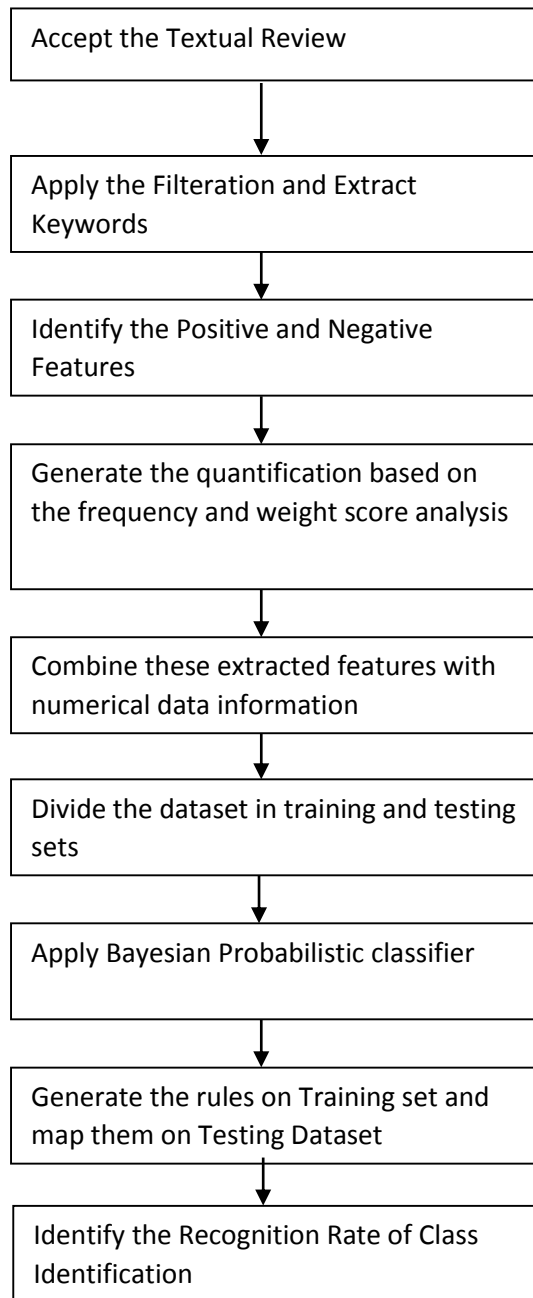 Accept the Textual Review
Apply the Filteration and Extract
Keywords
Identify the Positive and Negative
Features
Generate the quantification based on
the frequency and weight score analysis
Combine these extracted features with
numerical data information
Divide the dataset in training and testing
sets
Apply Bayesian Probabilistic classifier
Generate the rules on Training set and
map them on Testing Dataset
Identify the Recognition Rate of Class
Identification